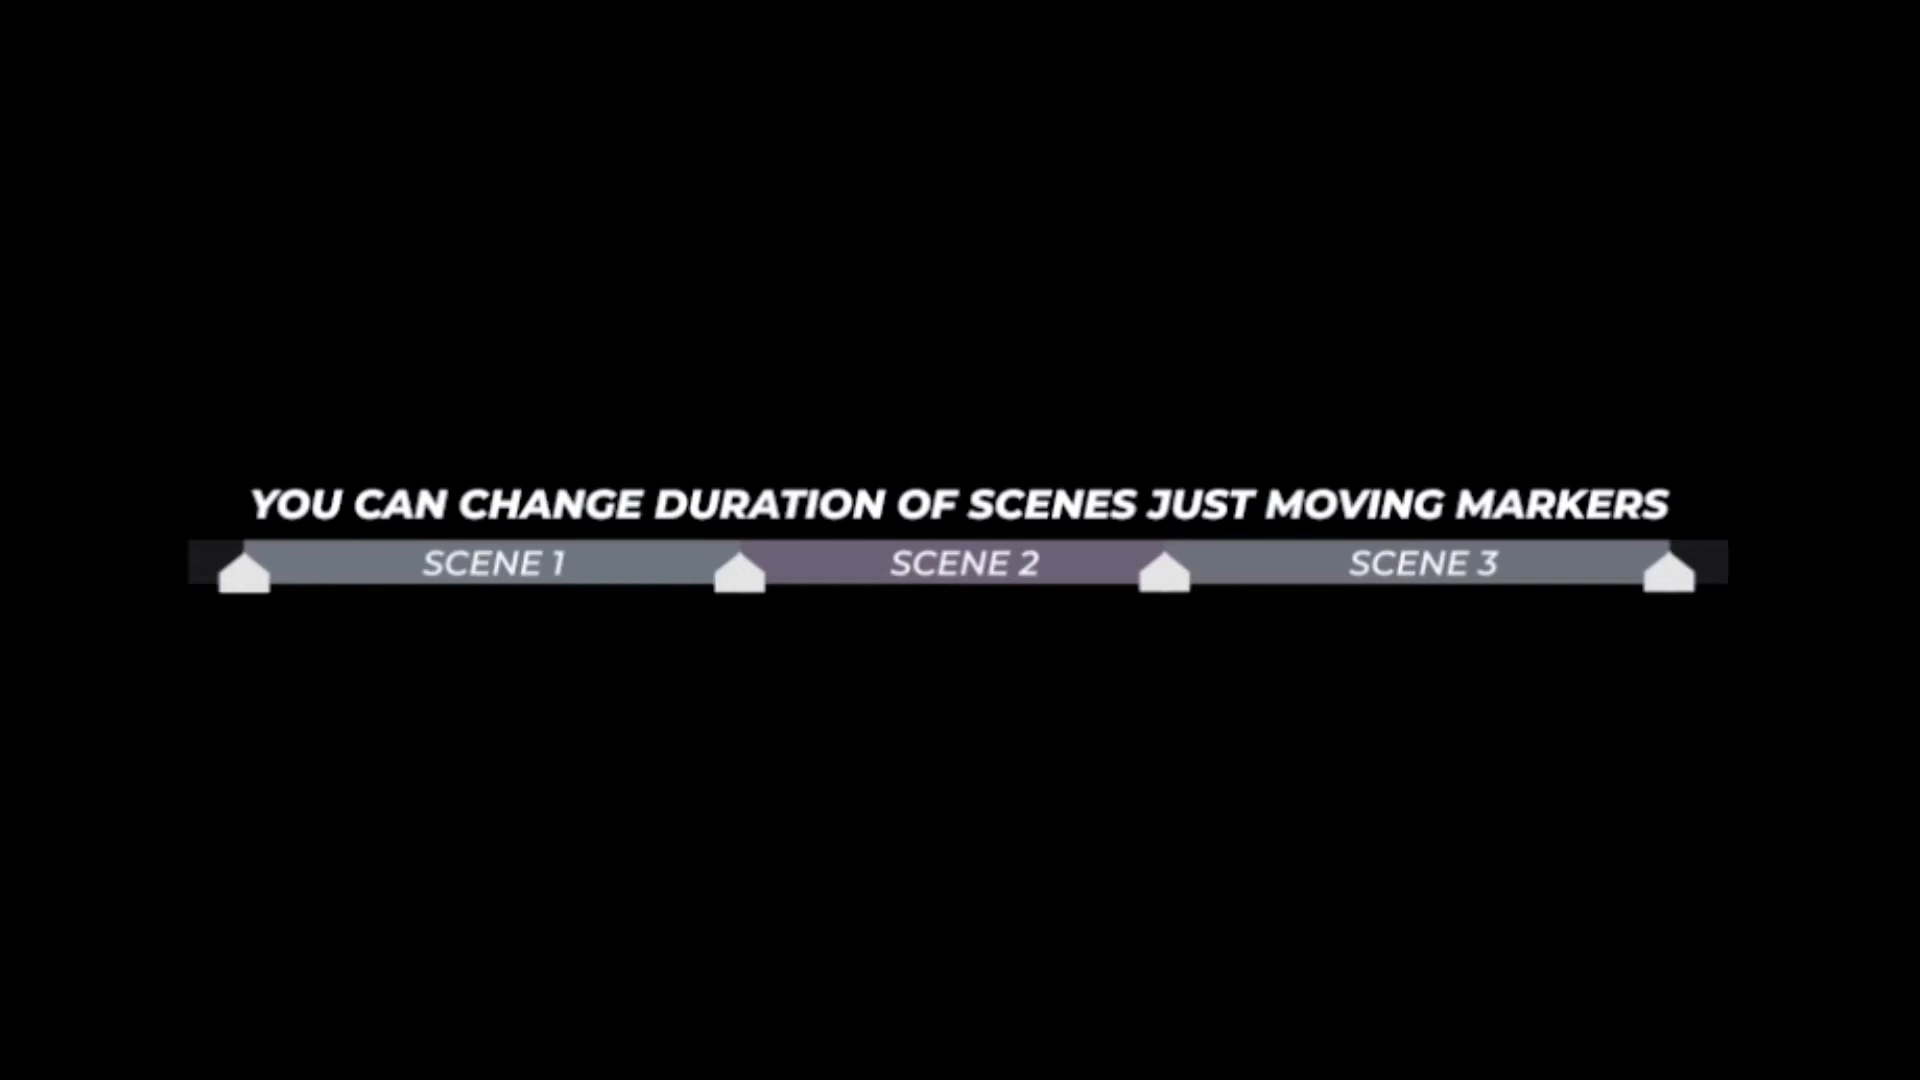 YOU CAN CHANGE DURATION OF SCENES JUST MOVING MARKERS
SCENE 1 SCENE 2 SCENE 3